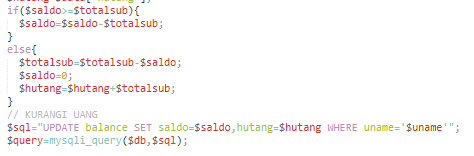 if($saldo>=$totalsub){
$saldo=$saldo-$totalsub;
}
else{
$totalsub=$totalsub-$saldo;
$saldo=0;
$hutang=$hutang+$totalsub;
}
// KURANGI UANG
$sql="UPDATE balance SET saldo=$saldo,hutang=$hutang WHERE uname='$uname'";
$query=mysqli_query($db,$sql);